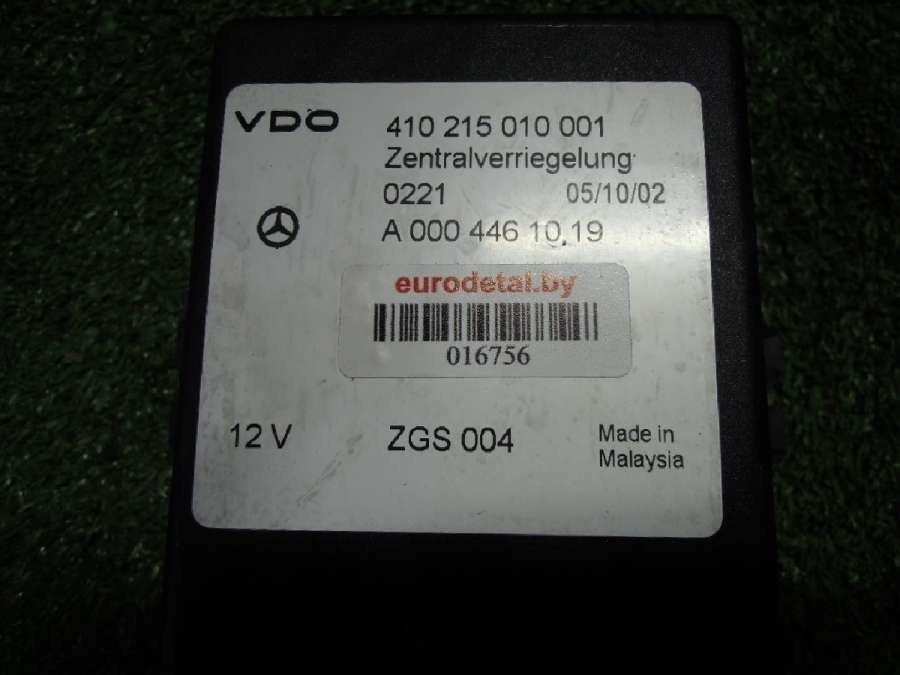 VDO 410 215 010 001
Zentralverriegelung
0221 05/10/02
A 000 446 10.19
eurodetal.by
016756
12 V ZGS 004 Made in
Malaysia